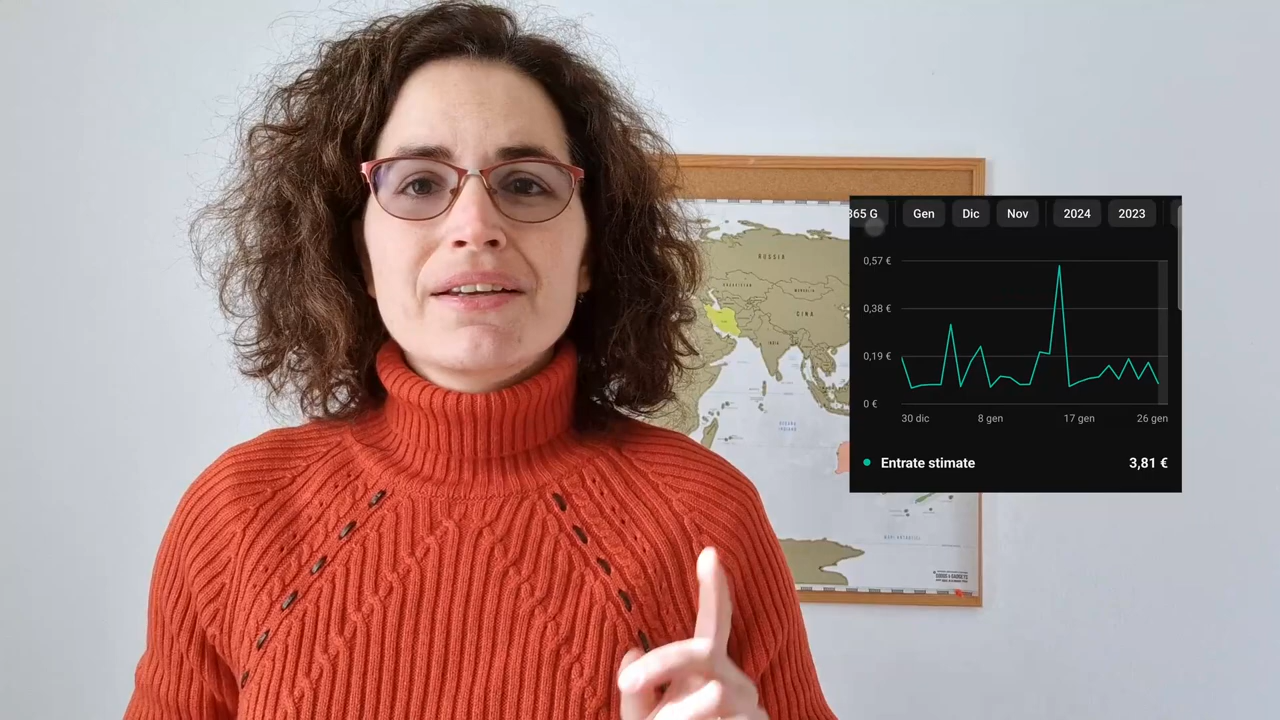 365 G Gen Dic Nov 2024 2023
0,57 €
0,38 €
0,19 €
0 €
30 dic 8 gen 17 gen 26 gen
Entrate stimate 3,81 €
RUSSIA
CINA
INDIA